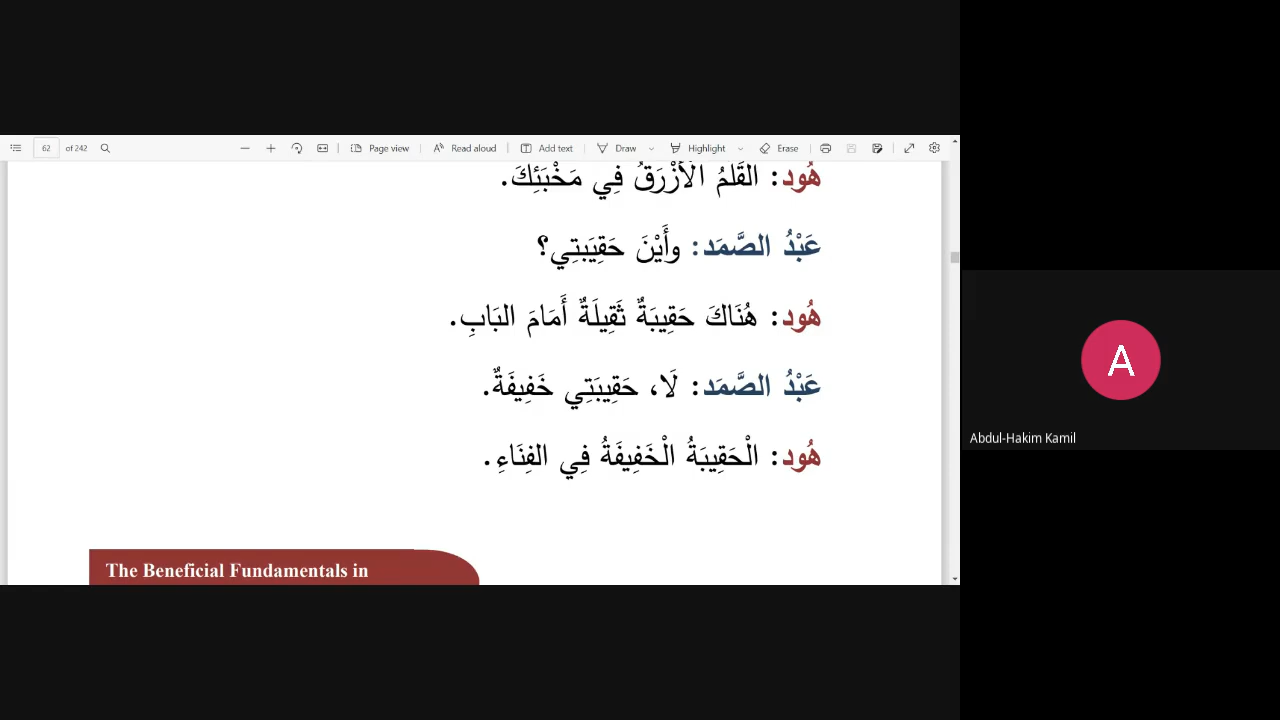 62 of 242 Page view Read aloud Add text Draw Highlight Erase
هُود: القَلَمُ الأَزْرَقُ فِي مَخْبَئِكَ.
عَبْدُ الصَّمَد: وأَيْنَ حَقِيَبتِي؟
هُود: هُنَاكَ حَقِيبَةٌ ثَقِيلَةٌ أَمَامَ البَابِ.
عَبْدُ الصَّمَد: لَا، حَقِيبَتِي خَفِيفَةٌ.
هُود: الْحَقِيبَةُ الْخَفِيفَةُ فِي الفِنَاءِ.
The Beneficial Fundamentals in
A
Abdul-Hakim Kamil